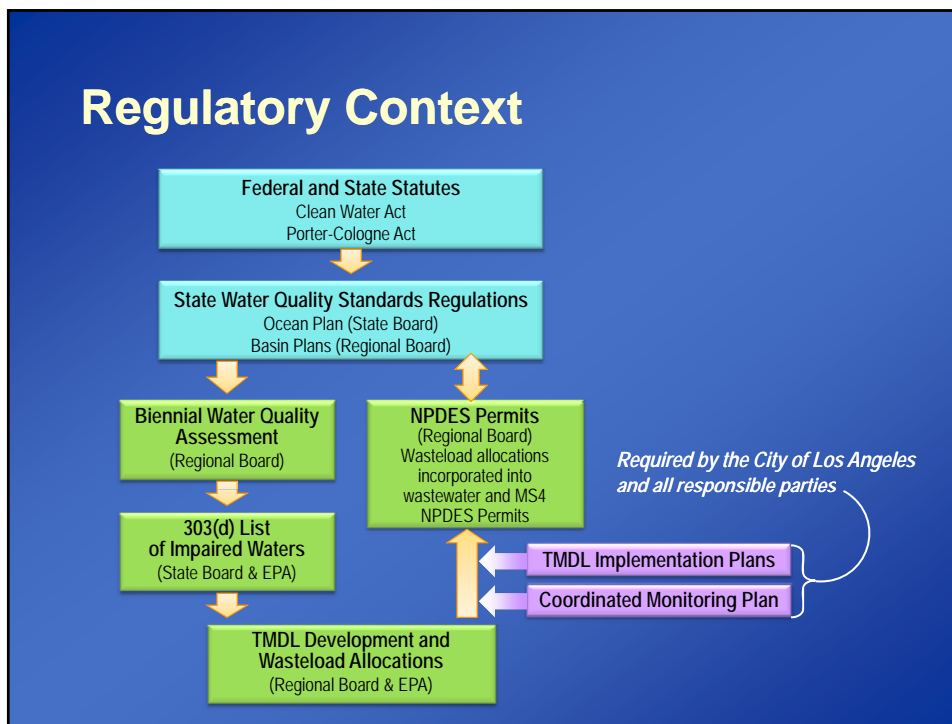 Regulatory Context
Federal and State Statutes
Clean Water Act
Porter-Cologne Act
State Water Quality Standards Regulations
Ocean Plan (State Board)
Basin Plans (Regional Board)
Biennial Water Quality
Assessment
(Regional Board)
303(d) List
of Impaired Waters
(State Board & EPA)
TMDL Development and
Wasteload Allocations
(Regional Board & EPA)
NPDES Permits
(Regional Board)
Wasteload allocations
incorporated into
wastewater and MS4
NPDES Permits
Required by the City of Los Angeles
and all responsible parties
TMDL Implementation Plans
Coordinated Monitoring Plan